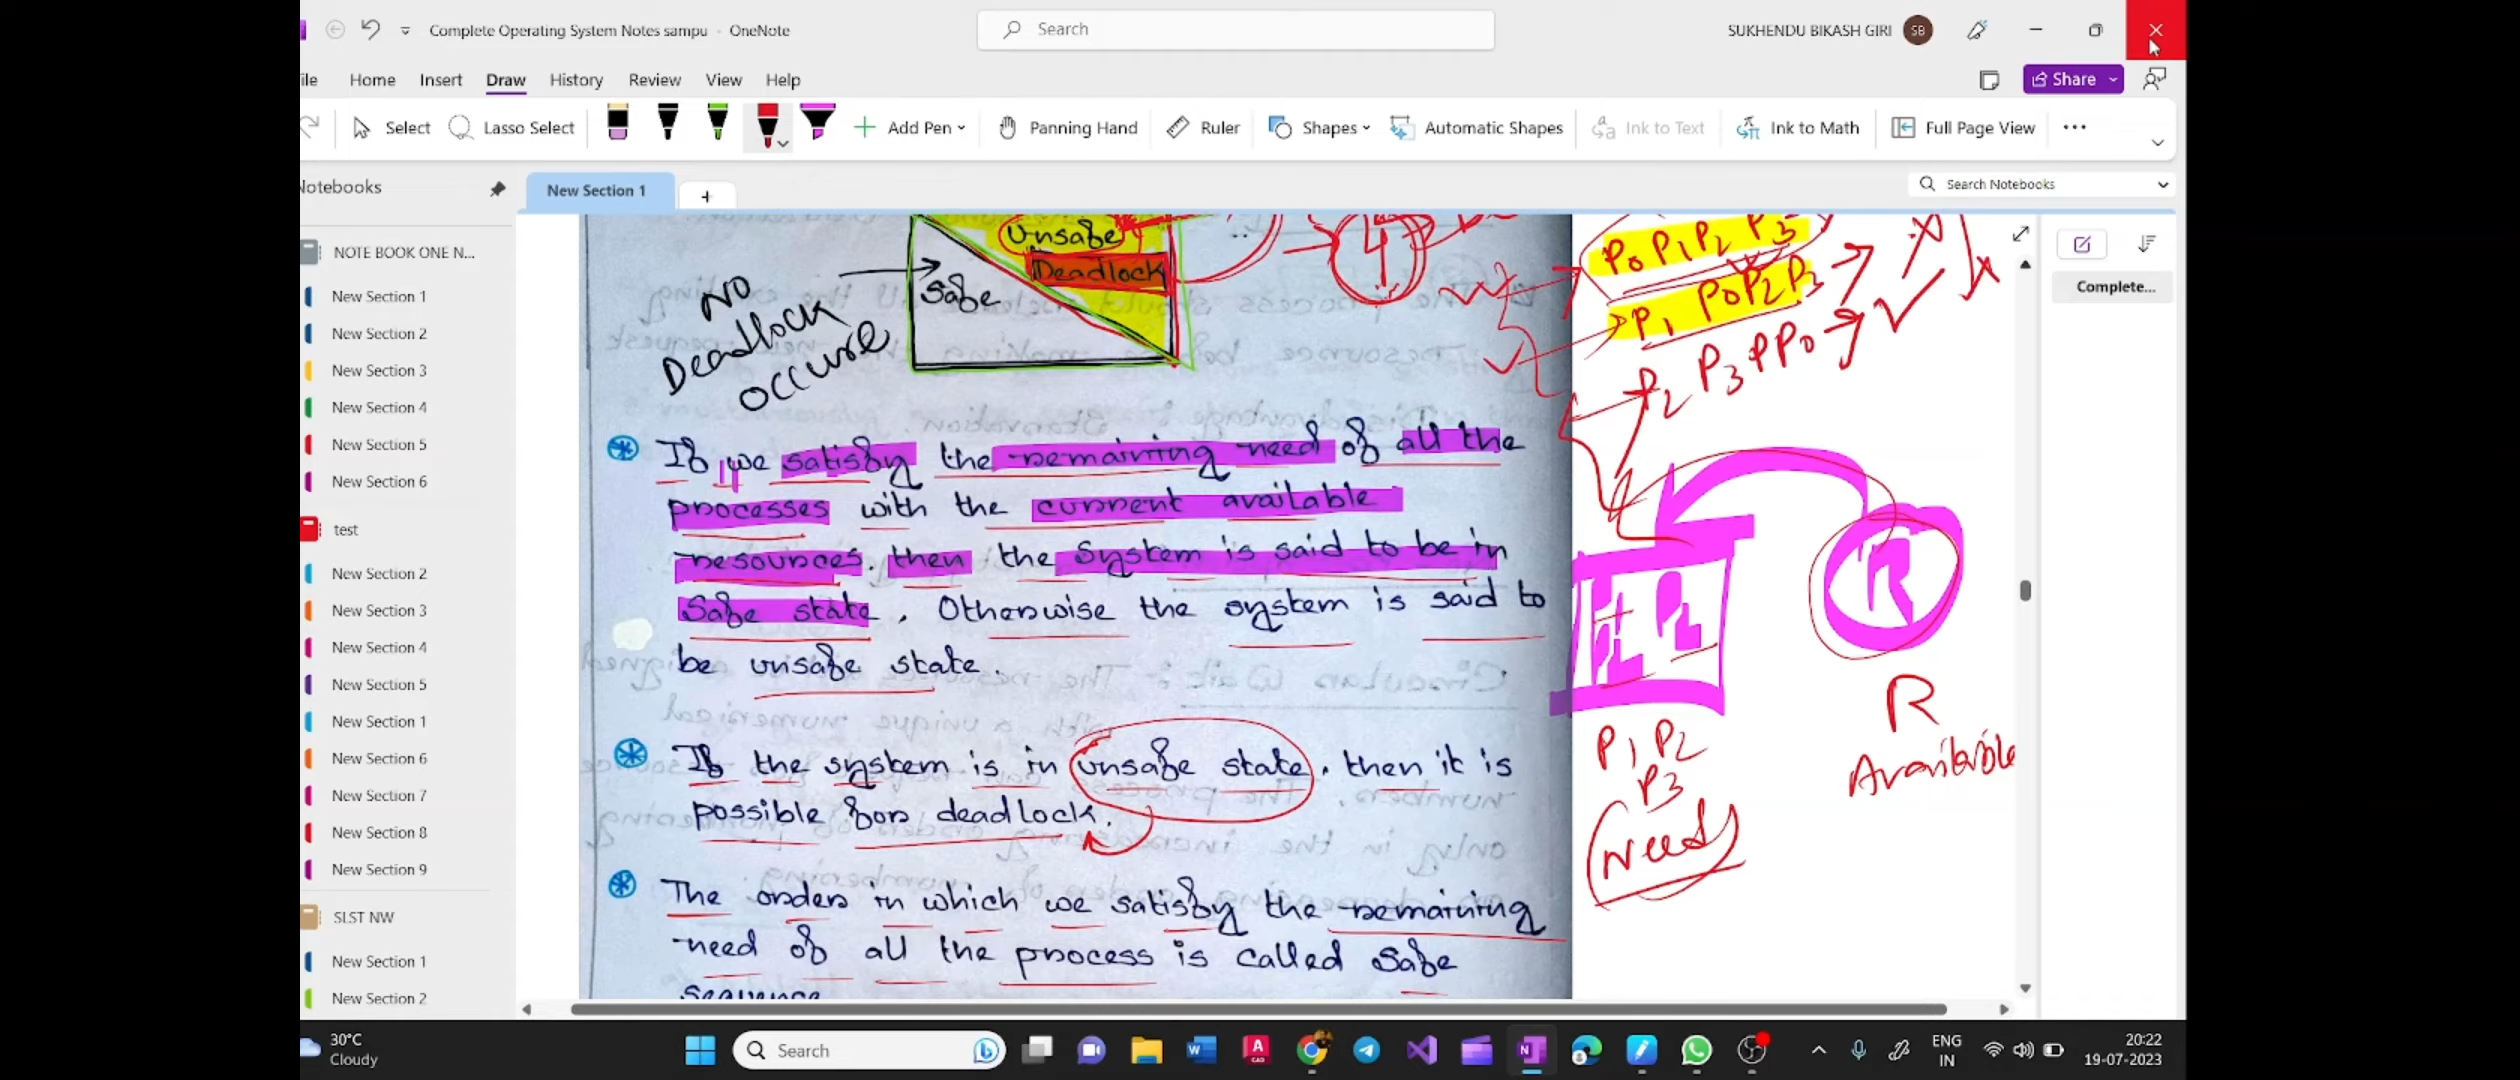 Complete Operating System Notes sampu - OneNote
Search
SUKHENDU BIKASH GIRI
SB
Home Insert Draw History Review View Help
Share
Select
Lasso Select
Add Pen
Panning Hand
Ruler
Shapes
Automatic Shapes
Ink to Text
Ink to Math
Full Page View
New Section 1
+
Search Notebooks
NOTE BOOK ONE N...
New Section 1
New Section 2
New Section 3
New Section 4
New Section 5
New Section 6
test
New Section 2
New Section 3
New Section 4
New Section 5
New Section 1
New Section 6
New Section 7
New Section 8
New Section 9
SLST NW
New Section 1
New Section 2
Complete...
Unsafe
Deadlock
Safe
NO
Deadlock
occure
4
P0 P1 P2 P3
P1 P0 P2 P3
If we satisfy the remaining need of all the
processes with the current available
resources. then the system is said to be in
Safe state. Otherwise the system is said to
be unsafe state.
If the system is in unsafe state. then it is
possible for deadlock.
The order in which we satisfy the remaining
need of all the process is called Safe
sequence
R
P1 P2
P3
Need
R
30°C
Cloudy
Search
ENG
IN
20:22
19-07-2023